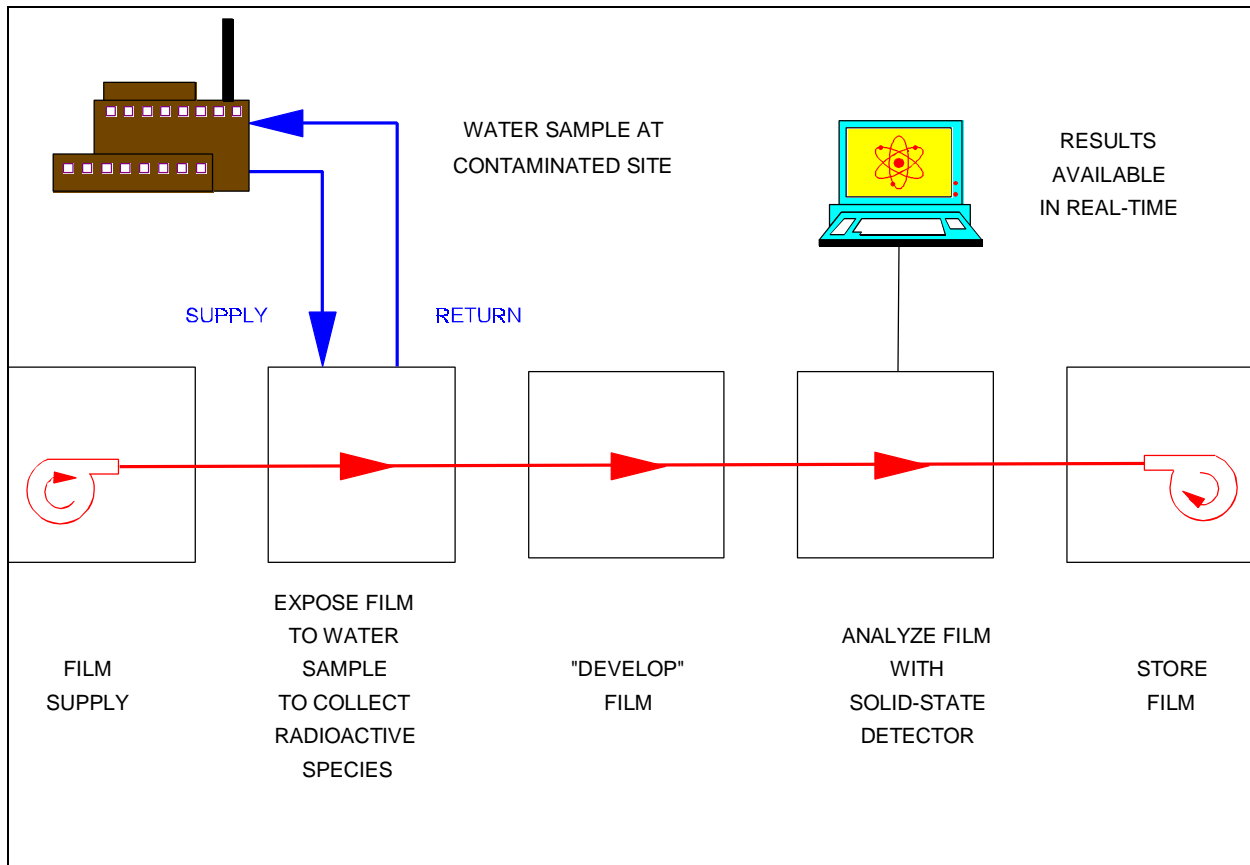 WATER SAMPLE AT
CONTAMINATED SITE
RESULTS
AVAILABLE
IN REAL-TIME
SUPPLY
RETURN
FILM
SUPPLY
EXPOSE FILM
TO WATER
SAMPLE
TO COLLECT
RADIOACTIVE
SPECIES
"DEVELOP"
FILM
ANALYZE FILM
WITH
SOLID-STATE
DETECTOR
STORE
FILM